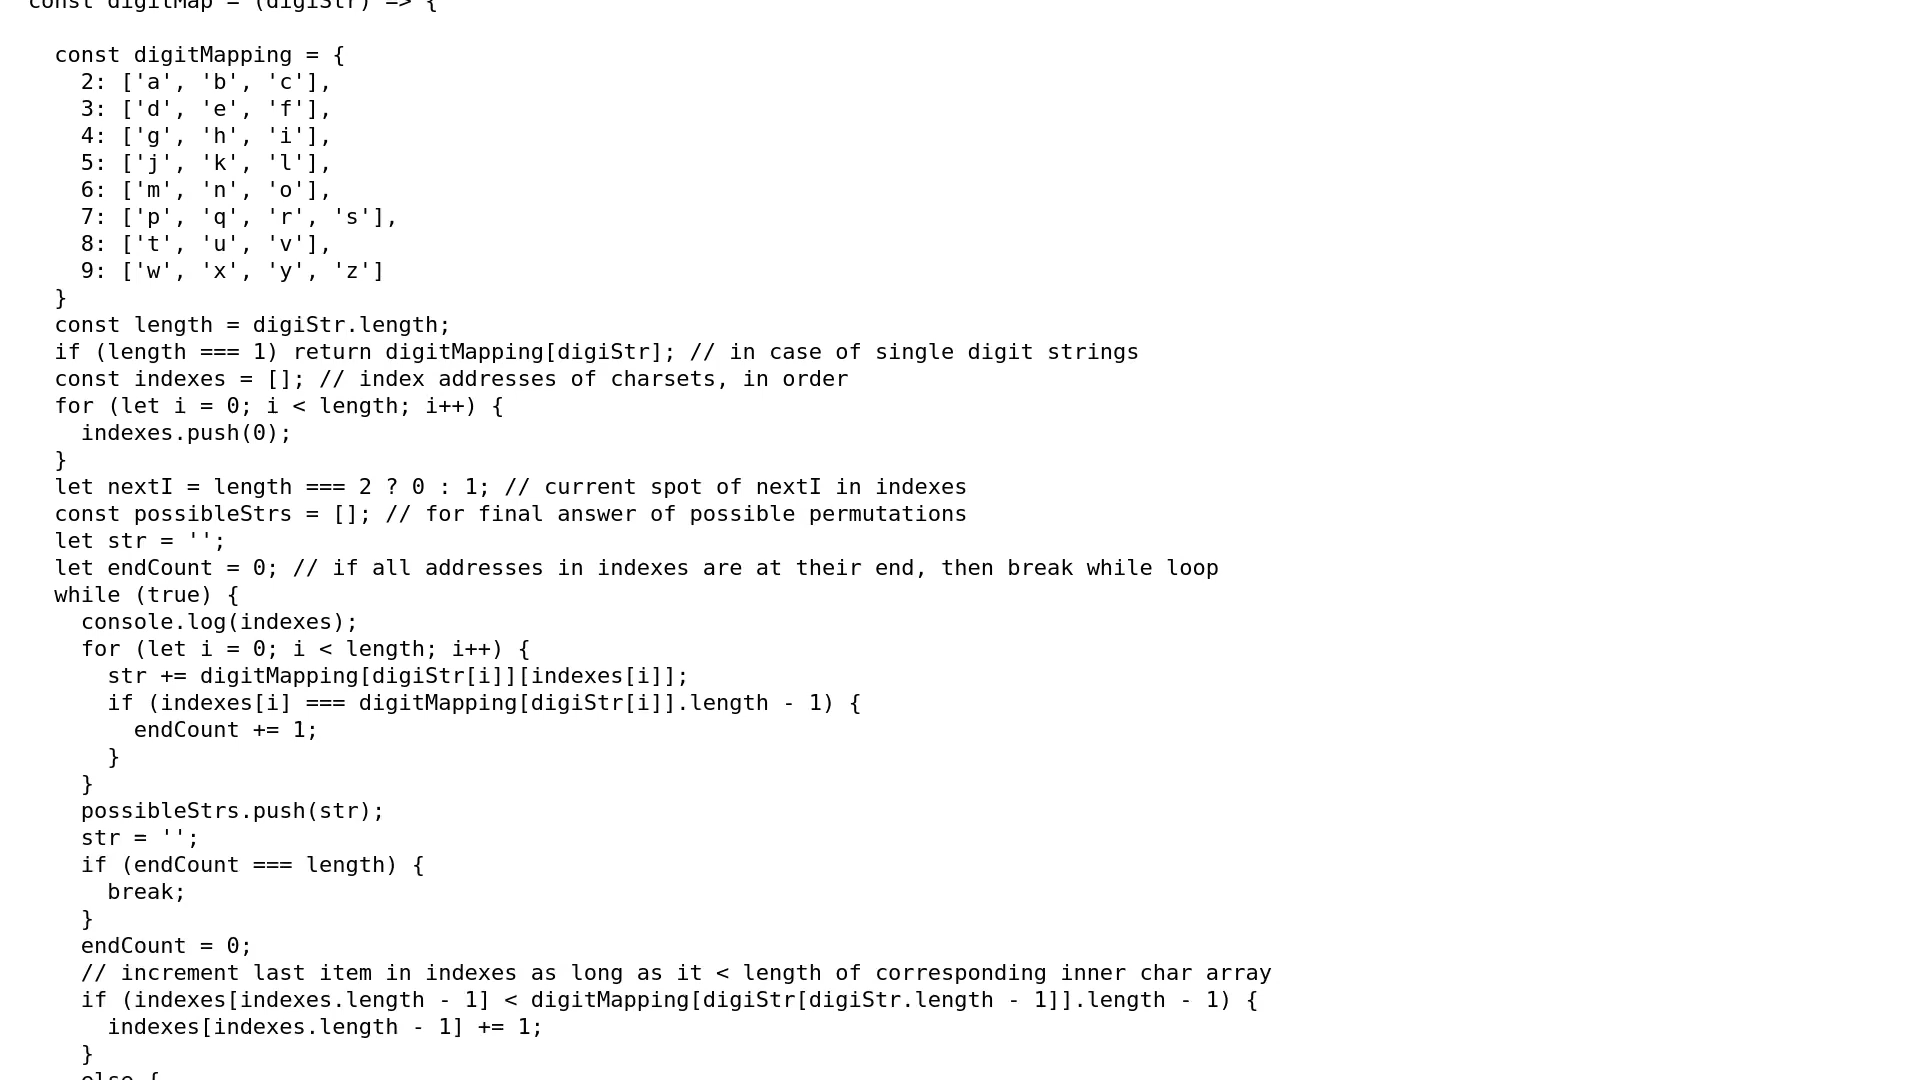 const digitMap = (digiStr) => {
const digitMapping = {
2: ['a', 'b', 'c'],
3: ['d', 'e', 'f'],
4: ['g', 'h', 'i'],
5: ['j', 'k', 'l'],
6: ['m', 'n', 'o'],
7: ['p', 'q', 'r', 's'],
8: ['t', 'u', 'v'],
9: ['w', 'x', 'y', 'z']
}
const length = digiStr.length;
if (length === 1) return digitMapping[digiStr]; // in case of single digit strings
const indexes = []; // index addresses of charsets, in order
for (let i = 0; i < length; i++) {
indexes.push(0);
}
let nextI = length === 2 ? 0 : 1; // current spot of nextI in indexes
const possibleStrs = []; // for final answer of possible permutations
let str = '';
let endCount = 0; // if all addresses in indexes are at their end, then break while loop
while (true) {
console.log(indexes);
for (let i = 0; i < length; i++) {
str += digitMapping[digiStr[i]][indexes[i]];
if (indexes[i] === digitMapping[digiStr[i]].length - 1) {
endCount += 1;
}
}
possibleStrs.push(str);
str = '';
if (endCount === length) {
break;
}
endCount = 0;
// increment last item in indexes as long as it < length of corresponding inner char array
if (indexes[indexes.length - 1] < digitMapping[digiStr[digiStr.length - 1]].length - 1) {
indexes[indexes.length - 1] += 1;
}
else {